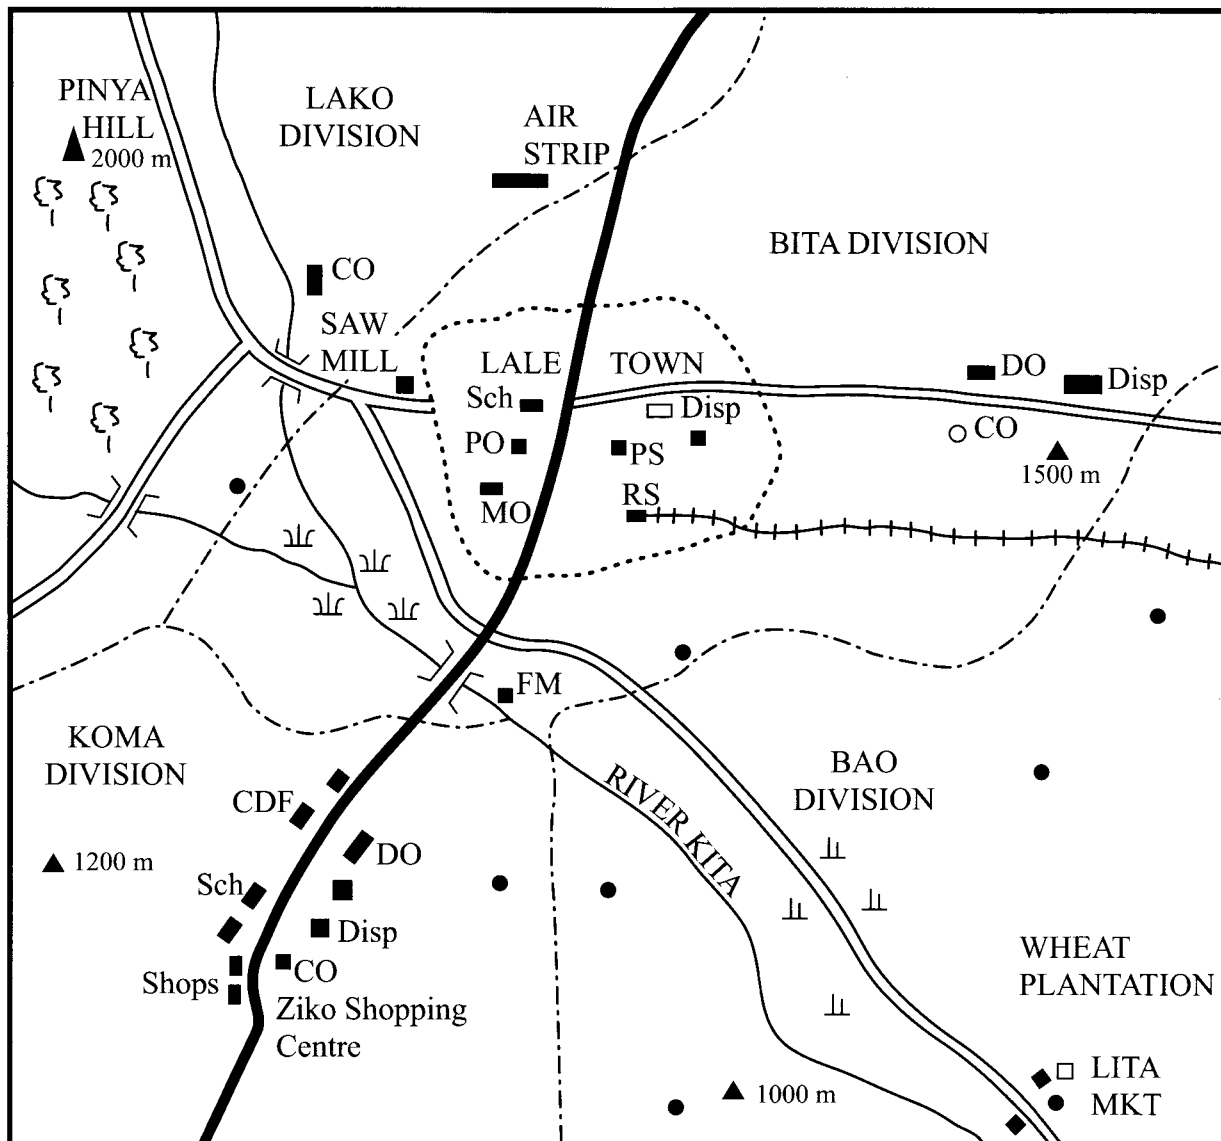 PINYA
HILL
2000 m
LAKO
DIVISION
AIR
STRIP
BITA DIVISION
CO
SAW
MILL
LALE TOWN
Sch
Disp
PO
PS
MO
RS
DO
Disp
CO
1500 m
FM
KOMA
DIVISION
CDF
DO
1200 m
Sch
Disp
Shops
CO
Ziko Shopping
Centre
RIVER KITA
BAO
DIVISION
WHEAT
PLANTATION
1000 m
LITA
MKT